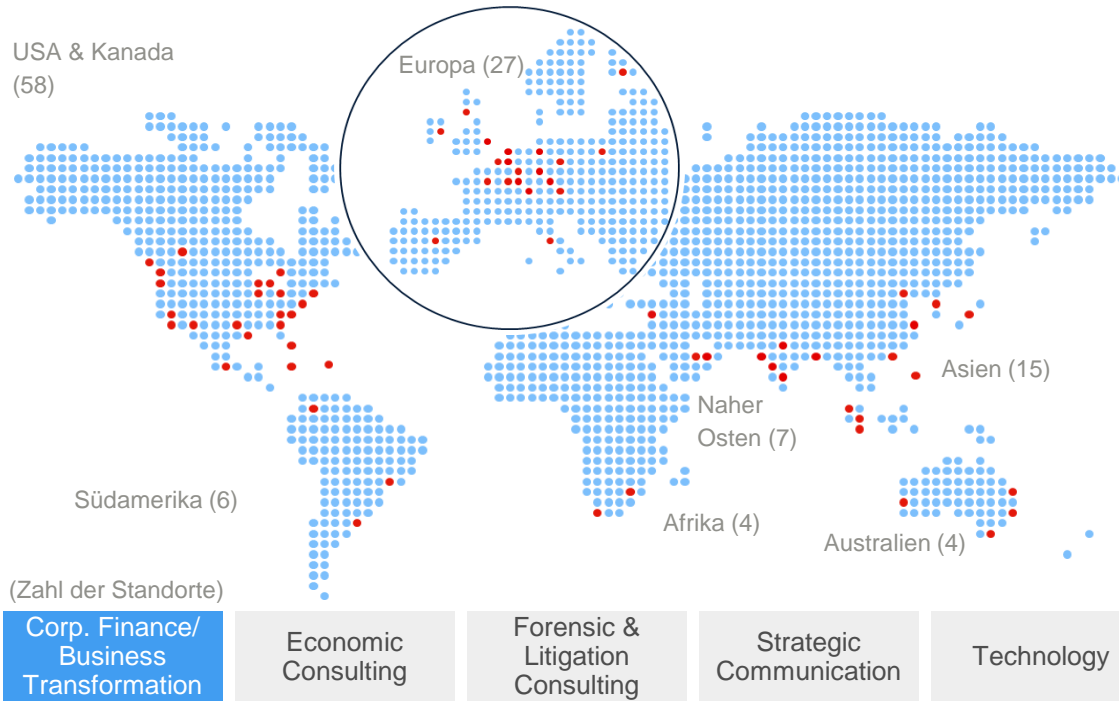 USA & Kanada
(58)
Europa (27)
Asien (15)
Naher
Osten (7)
Südamerika (6)
Afrika (4)
Australien (4)
(Zahl der Standorte)
Corp. Finance/
Business
Transformation
Economic
Consulting
Forensic &
Litigation
Consulting
Strategic
Communication
Technology